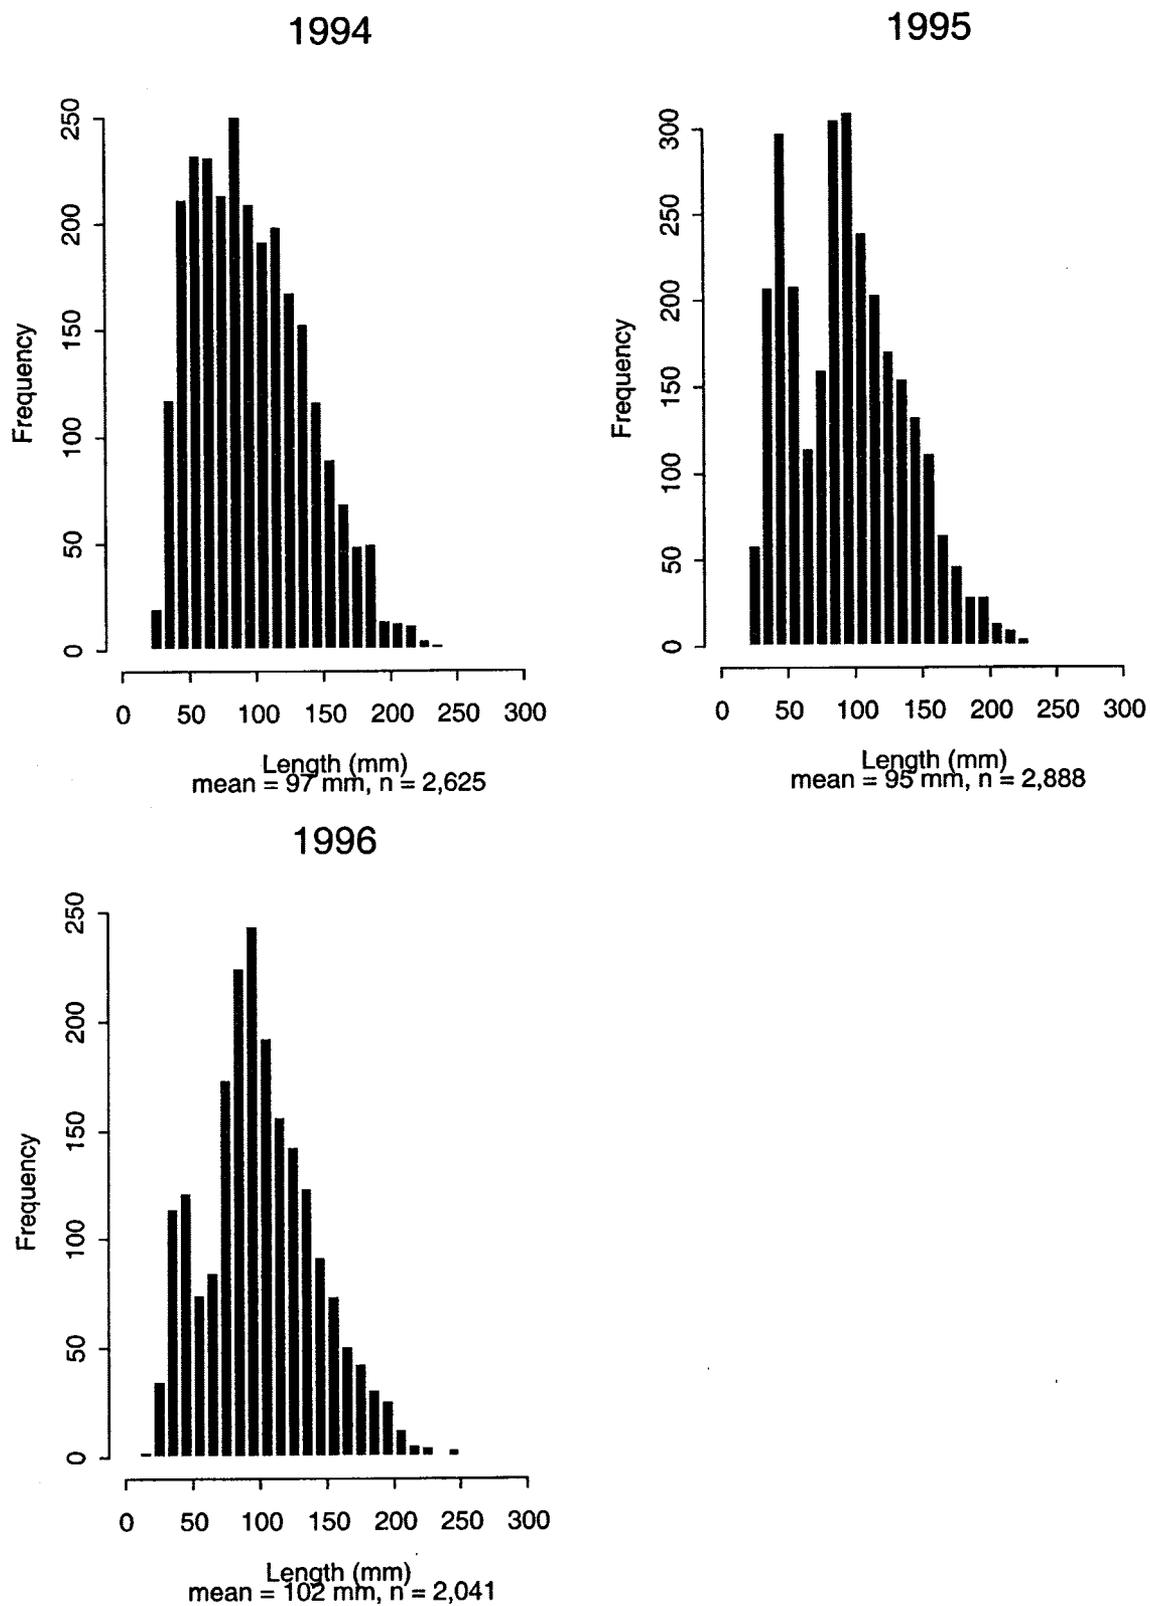 1994
Frequency
250
200
150
100
50
0
0 50 100 150 200 250 300
Length (mm)
mean = 97 mm, n = 2,625
1995
Frequency
300
250
200
150
100
50
0
0 50 100 150 200 250 300
Length (mm)
mean = 95 mm, n = 2,888
1996
Frequency
250
200
150
100
50
0
0 50 100 150 200 250 300
Length (mm)
mean = 102 mm, n = 2,041